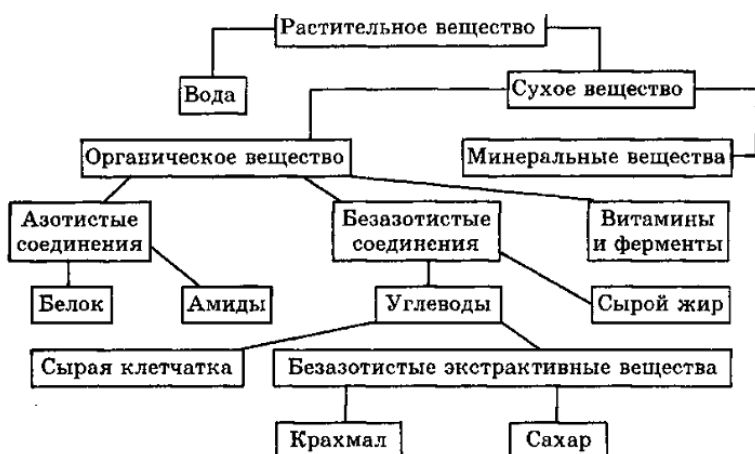 Растительное вещество
Вода
Сухое вещество
Органическое вещество
Минеральные вещества
Азотистые
соединения
Безазотистые
соединения
Витамины
и ферменты
Белок
Амиды
Углеводы
Сырой жир
Сырая клетчатка
Безазотистые экстрактивные вещества
Крахмал
Сахар